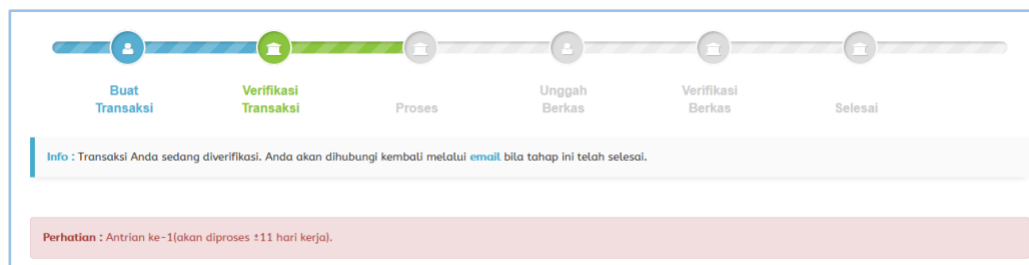 Buat Transaksi
Verifikasi Transaksi
Proses
Unggah Berkas
Verifikasi Berkas
Selesai
Info : Transaksi Anda sedang diverifikasi. Anda akan dihubungi kembali melalui email bila tahap ini telah selesai.
Perhatian : Antrian ke-1(akan diproses ±11 hari kerja).